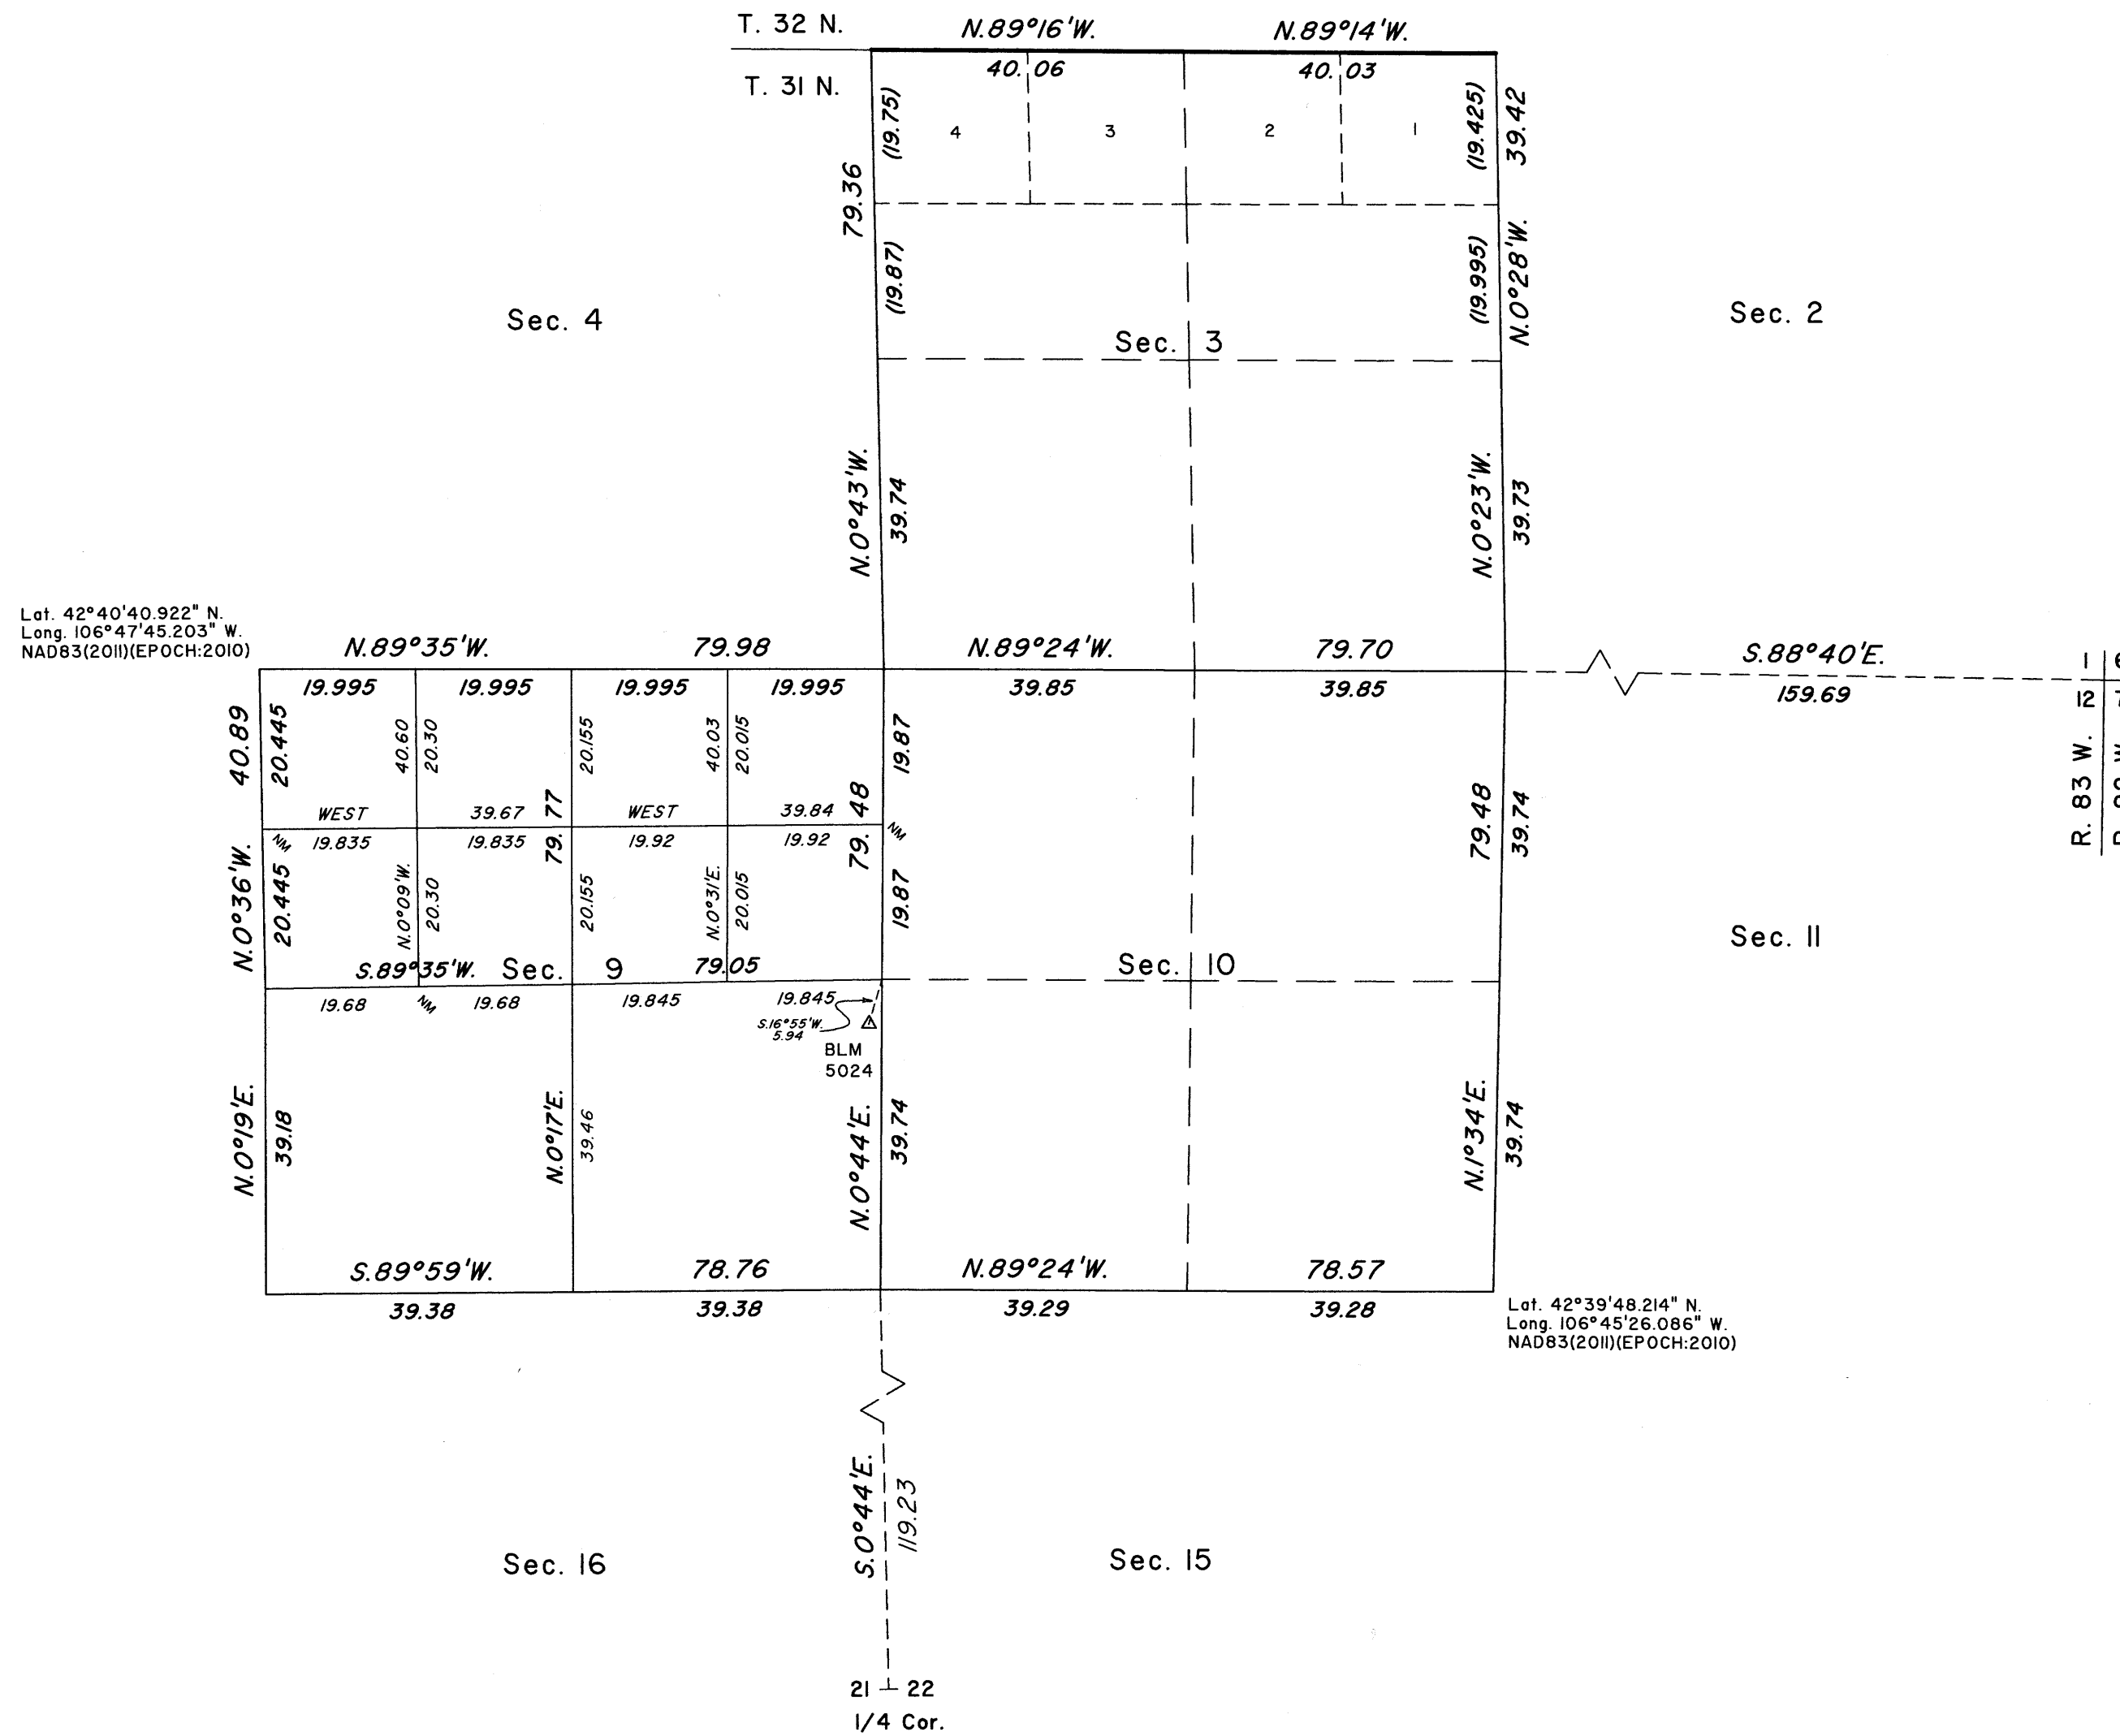 T. 32 N.
N.89°16'W.
N.89°14'W.
T. 31 N.
40.06
40.03
(19.75)
4
3
2
1
(19.425)
39.42
79.36
(19.87)
(19.995)
N.0°28'W.
Sec. 4
Sec. 3
Sec. 2
N.0°43'W.
39.74
N.0°23'W.
39.73
Lat. 42°40'40.922" N.
Long. 106°47'45.203" W.
NAD83(2011)(EPOCH:2010)
N.89°35'W.
79.98
N.89°24'W.
79.70
S.88°40'E.
1
6
19.995
19.995
19.995
19.995
39.85
39.85
159.69
12
7
40.89
20.445
40.60
20.30
20.155
40.03
20.015
19.87
R. 83 W.
WEST
39.67
79.77
WEST
39.84
79.48
79.48
39.74
NM
19.835
19.835
19.92
19.92
NM
N.0°36'W.
20.445
N.0°09'W.
20.30
20.155
N.0°31'E.
20.015
19.87
Sec. 11
S.89°35'W.
Sec. 9
79.05
Sec. 10
19.68
NM
19.68
19.845
19.845
S.16°55'W.
5.94
BLM
5024
N.0°19'E.
39.18
N.0°17'E.
39.46
N.0°44'E.
39.74
N.1°34'E.
39.74
S.89°59'W.
78.76
N.89°24'W.
78.57
39.38
39.38
39.29
39.28
Lat. 42°39'48.214" N.
Long. 106°45'26.086" W.
NAD83(2011)(EPOCH:2010)
S.0°44'E.
119.23
Sec. 16
Sec. 15
21
22
1/4 Cor.